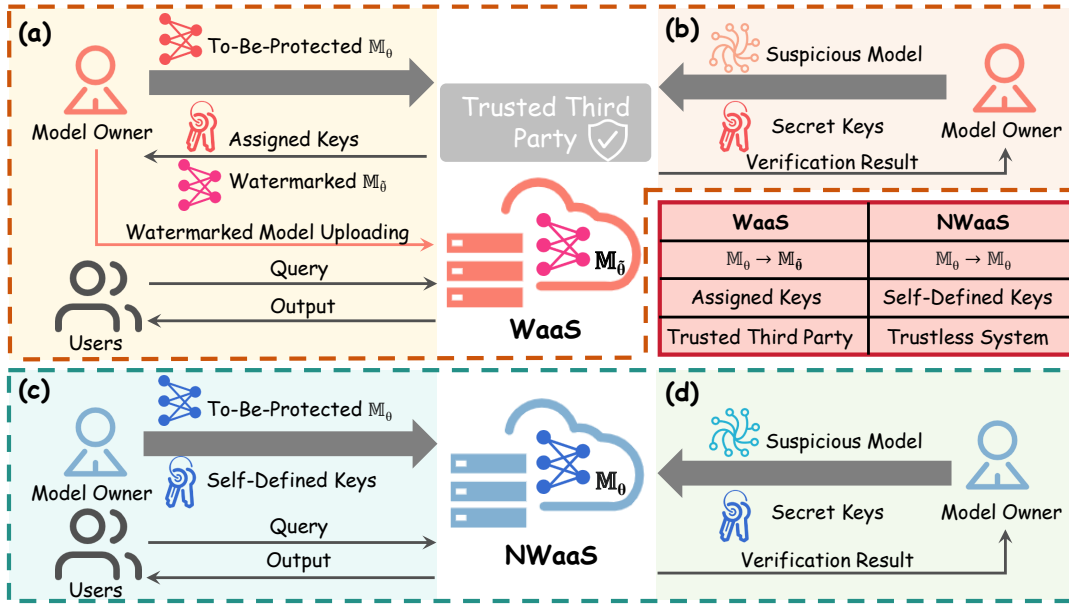 (a)
To-Be-Protected 𝕄θ
Model Owner
Assigned Keys
Watermarked 𝕄θ̃
Watermarked Model Uploading
Query
Output
Users
Trusted Third
Party
𝕄θ̃
WaaS
(b)
Suspicious Model
Secret Keys
Model Owner
Verification Result
WaaS NWaaS
𝕄θ → 𝕄θ̃ 𝕄θ → 𝕄θ
Assigned Keys Self-Defined Keys
Trusted Third Party Trustless System
(c)
To-Be-Protected 𝕄θ
Model Owner
Self-Defined Keys
Query
Output
Users
𝕄θ
NWaaS
(d)
Suspicious Model
Secret Keys
Model Owner
Verification Result